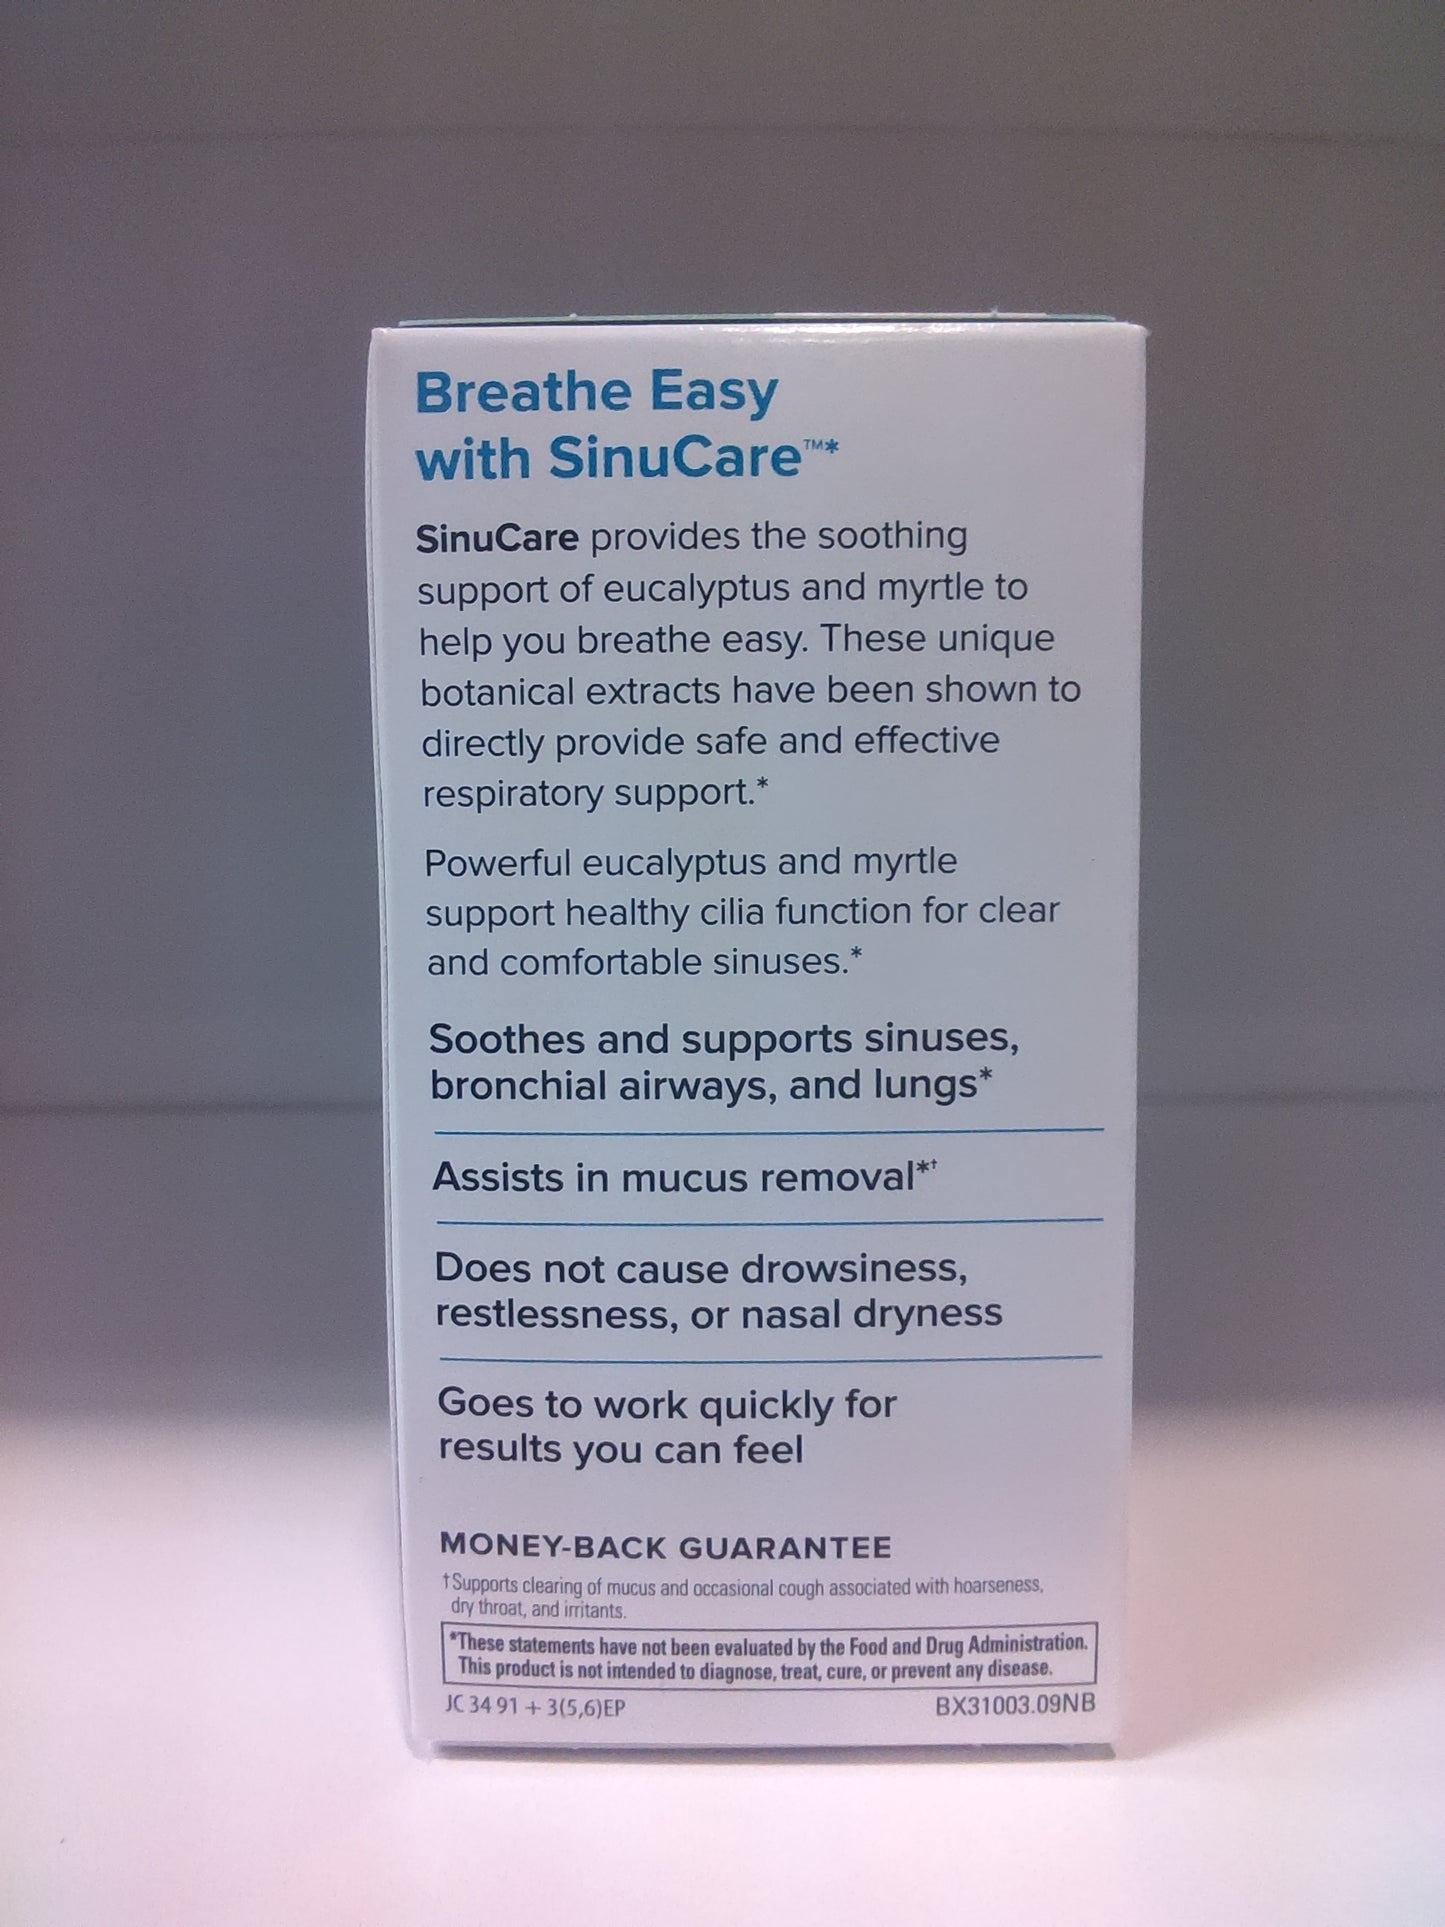 Breathe Easy
with SinuCare™*
SinuCare provides the soothing
support of eucalyptus and myrtle to
help you breathe easy. These unique
botanical extracts have been shown to
directly provide safe and effective
respiratory support.*
Powerful eucalyptus and myrtle
support healthy cilia function for clear
and comfortable sinuses.*
Soothes and supports sinuses,
bronchial airways, and lungs*
Assists in mucus removal*†
Does not cause drowsiness,
restlessness, or nasal dryness
Goes to work quickly for
results you can feel
MONEY-BACK GUARANTEE
†Supports clearing of mucus and occasional cough associated with hoarseness,
dry throat, and irritants.
*These statements have not been evaluated by the Food and Drug Administration.
This product is not intended to diagnose, treat, cure, or prevent any disease.
JC 34 91 + 3(5,6)EP BX31003.09NB